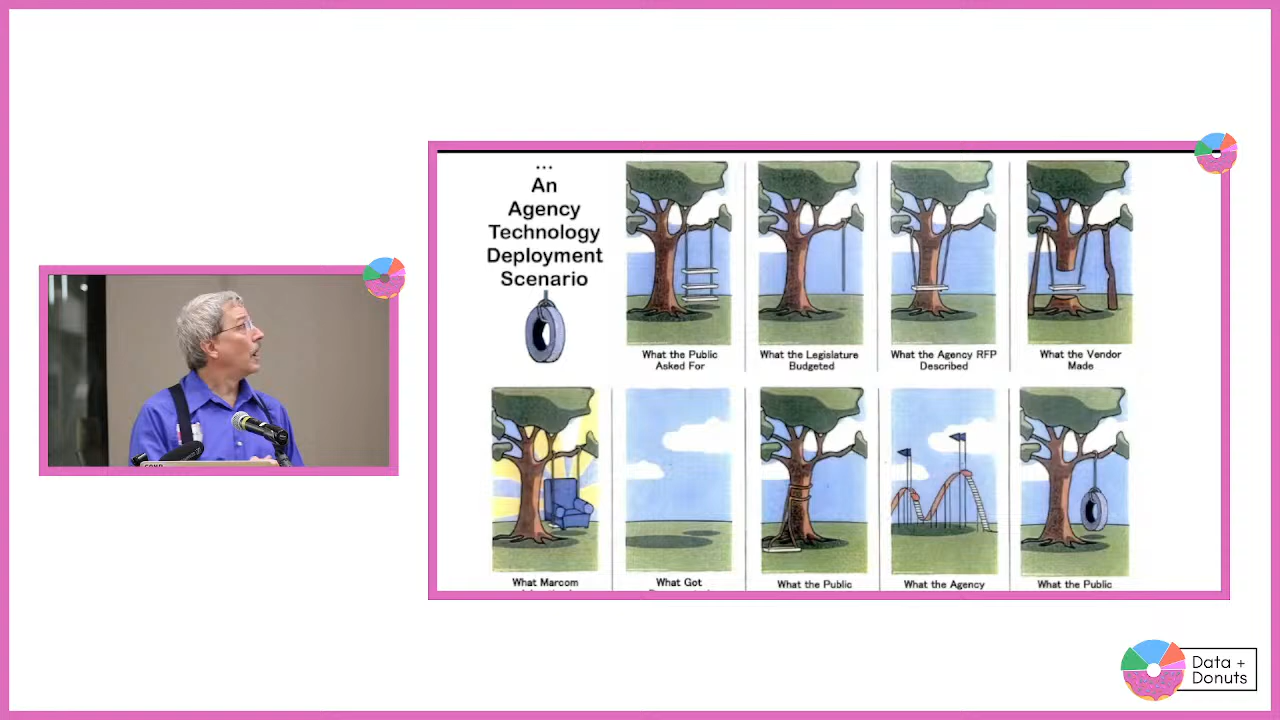 ...
An
Agency
Technology
Deployment
Scenario
What the Public
Asked For
What the Legislature
Budgeted
What the Agency RFP
Described
What the Vendor
Made
What Marcom
What Got
What the Public
What the Agency
What the Public
Data +
Donuts